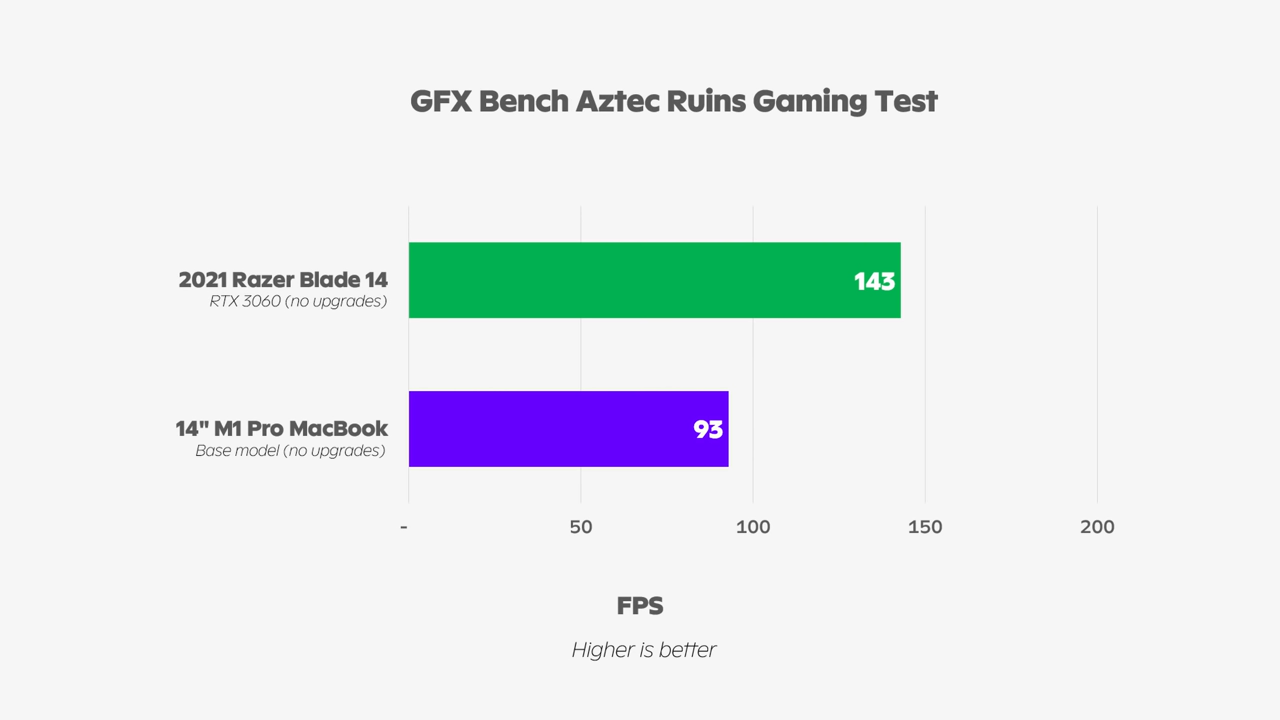 GFX Bench Aztec Ruins Gaming Test
2021 Razer Blade 14
RTX 3060 (no upgrades)
143
14" M1 Pro MacBook
Base model (no upgrades)
93
- 50 100 150 200
FPS
Higher is better